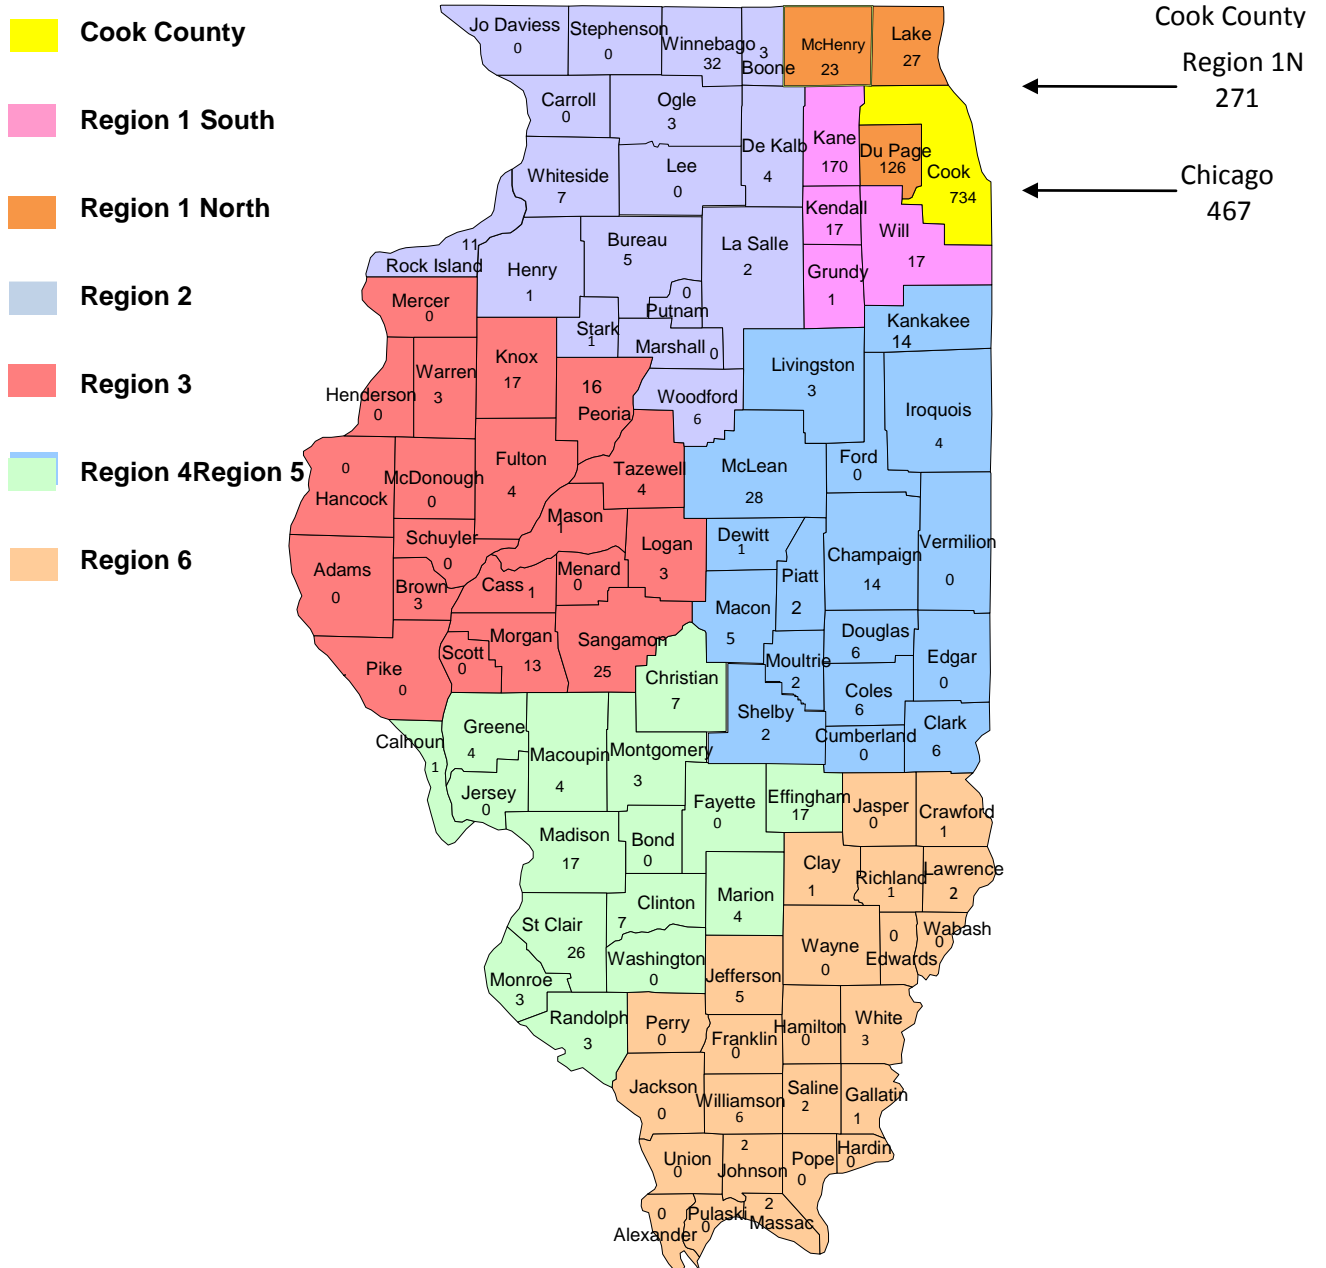 Cook County
Region 1 South
Region 1 North
Region 2
Region 3
Region 4Region 5
Region 6
Cook County
Region 1N
271
Chicago
467
Jo Daviess
0
Stephenson
0
Winnebago
32
3
Boone
McHenry
23
Lake
27
Carroll
0
Ogle
3
De Kalb
4
Kane
170
Du Page
126
Cook
734
Whiteside
7
Lee
0
Kendall
17
Will
17
11
Rock Island
Henry
1
Bureau
5
0
Putnam
La Salle
2
Grundy
1
Mercer
0
Stark
1
Marshall 0
Kankakee
14
Henderson
0
Warren
3
Knox
17
16
Peoria
Woodford
6
Livingston
3
Iroquois
4
0
Hancock
McDonough
0
Fulton
4
Tazewell
4
McLean
28
Ford
0
Schuyler
0
Mason
1
Logan
3
Dewitt
1
Piatt
2
Champaign
14
Vermilion
0
Adams
0
Brown
3
Cass 1
Menard
0
Macon
5
Douglas
6
Edgar
0
Pike
0
Scott
0
Morgan
13
Sangamon
25
Christian
7
Moultrie
2
Coles
6
Shelby
2
Cumberland
0
Clark
6
Calhoun
1
Greene
4
Jersey
0
Macoupin
4
Montgomery
3
Fayette
0
Effingham
17
Jasper
0
Crawford
1
Madison
17
Bond
0
Clay
1
Richland
1
Lawrence
2
St Clair
26
Clinton
7
Marion
4
Wayne
0
0
Edwards
Wabash
0
Monroe
3
Washington
0
Jefferson
5
Randolph
3
Perry
0
Franklin
0
Hamilton
0
White
3
Jackson
0
Williamson
6
Saline
2
Gallatin
1
Union
0
2
Johnson
Pope
0
Hardin
0
0
Alexander
Pulaski
0
2
Massac